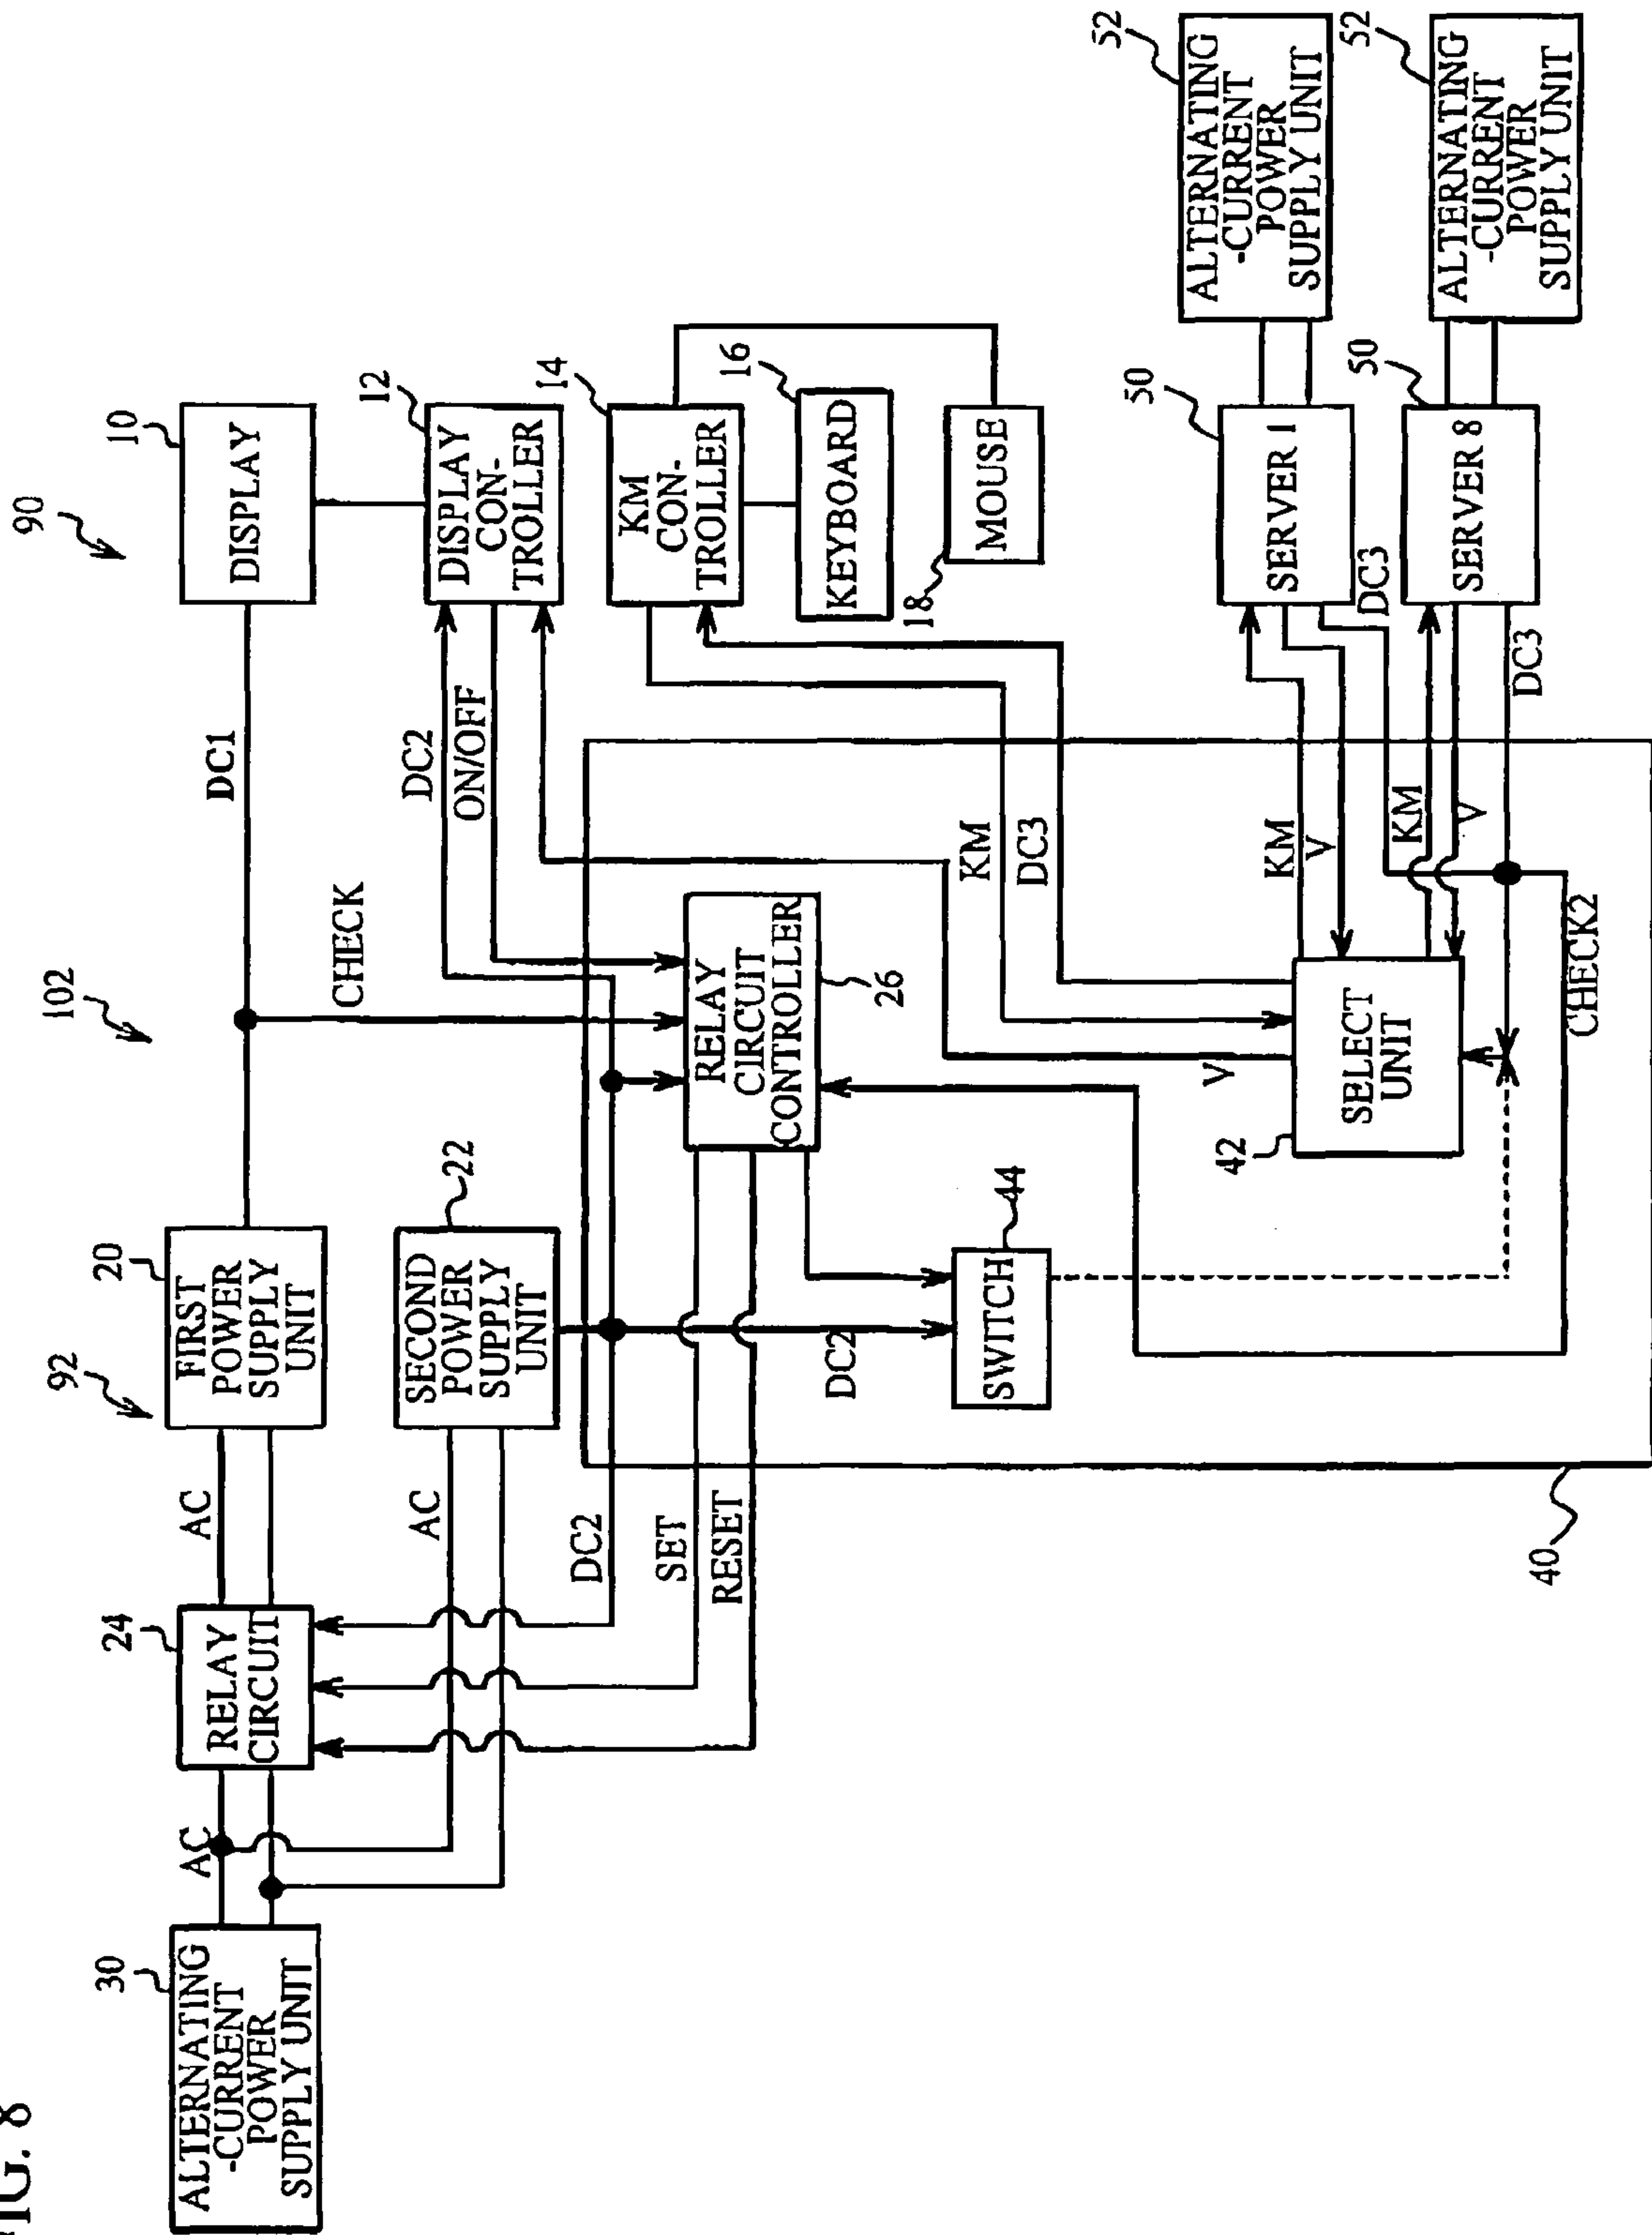 FIG. 8
90
102
92
30
ALTERNATING
-CURRENT
POWER
SUPPLY UNIT
AC
24
RELAY
CIRCUIT
AC
20
FIRST
POWER
SUPPLY
UNIT
DC1
10
DISPLAY
CHECK
AC
22
SECOND
POWER
SUPPLY
UNIT
DC2
ON/OFF
12
DISPLAY
CON-
TROLLER
DC2
SET
RESET
RELAY
CIRCUIT
CONTROLLER
26
14
KM
CON-
TROLLER
16
KEYBOARD
18
MOUSE
DC2
SWITCH
44
KM
DC3
V
42
SELECT
UNIT
KM
V
KM
V
DC3
DC3
CHECK2
50
SERVER 1
50
SERVER 8
52
ALTERNATING
-CURRENT
POWER
SUPPLY UNIT
52
ALTERNATING
-CURRENT
POWER
SUPPLY UNIT
40